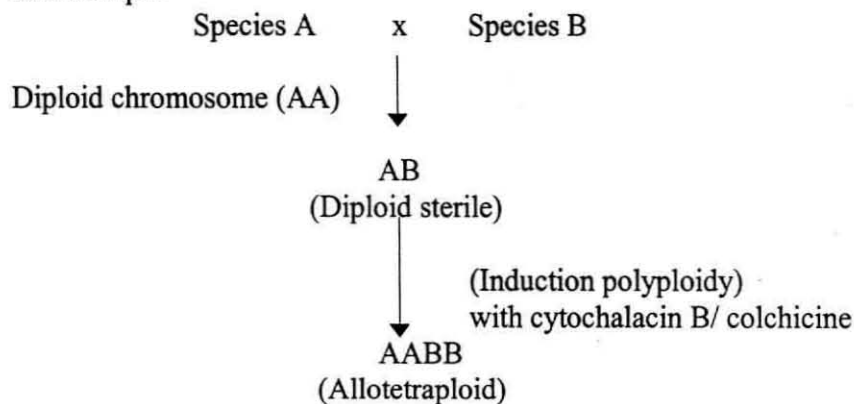 Species A x Species B
Diploid chromosome (AA)
AB
(Diploid sterile)
(Induction polyploidy)
with cytochalacin B/ colchicine
AABB
(Allotetraploid)